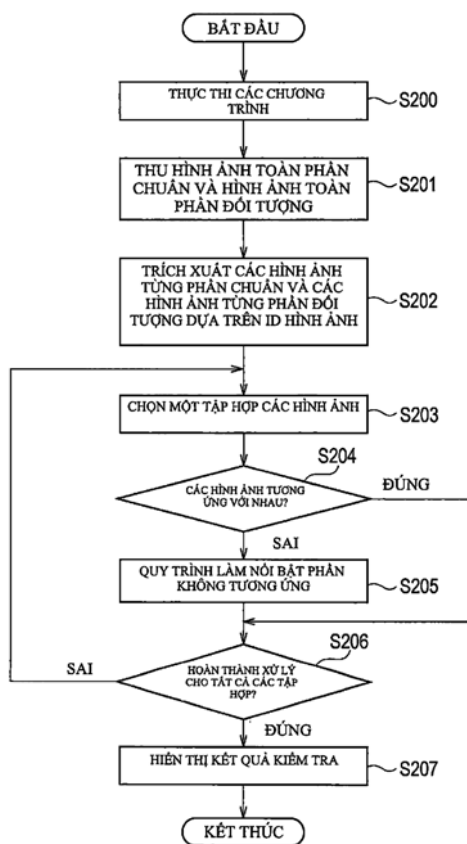 BẮT ĐẦU
THỰC THI CÁC CHƯƠNG
TRÌNH
S200
THU HÌNH ẢNH TOÀN PHẦN
CHUẨN VÀ HÌNH ẢNH TOÀN
PHẦN ĐỐI TƯỢNG
S201
TRÍCH XUẤT CÁC HÌNH ẢNH
TỪNG PHẦN CHUẨN VÀ CÁC
HÌNH ẢNH TỪNG PHẦN ĐỐI
TƯỢNG DỰA TRÊN ID HÌNH ẢNH
S202
CHỌN MỘT TẬP HỢP CÁC HÌNH ẢNH
S203
S204
CÁC HÌNH ẢNH TƯƠNG
ỨNG VỚI NHAU?
ĐÚNG
SAI
QUY TRÌNH LÀM NỔI BẬT PHẦN
KHÔNG TƯƠNG ỨNG
S205
S206
HOÀN THÀNH XỬ LÝ
CHO TẤT CẢ CÁC TẬP
HỢP?
SAI
ĐÚNG
HIỂN THỊ KẾT QUẢ KIỂM TRA
S207
KẾT THÚC